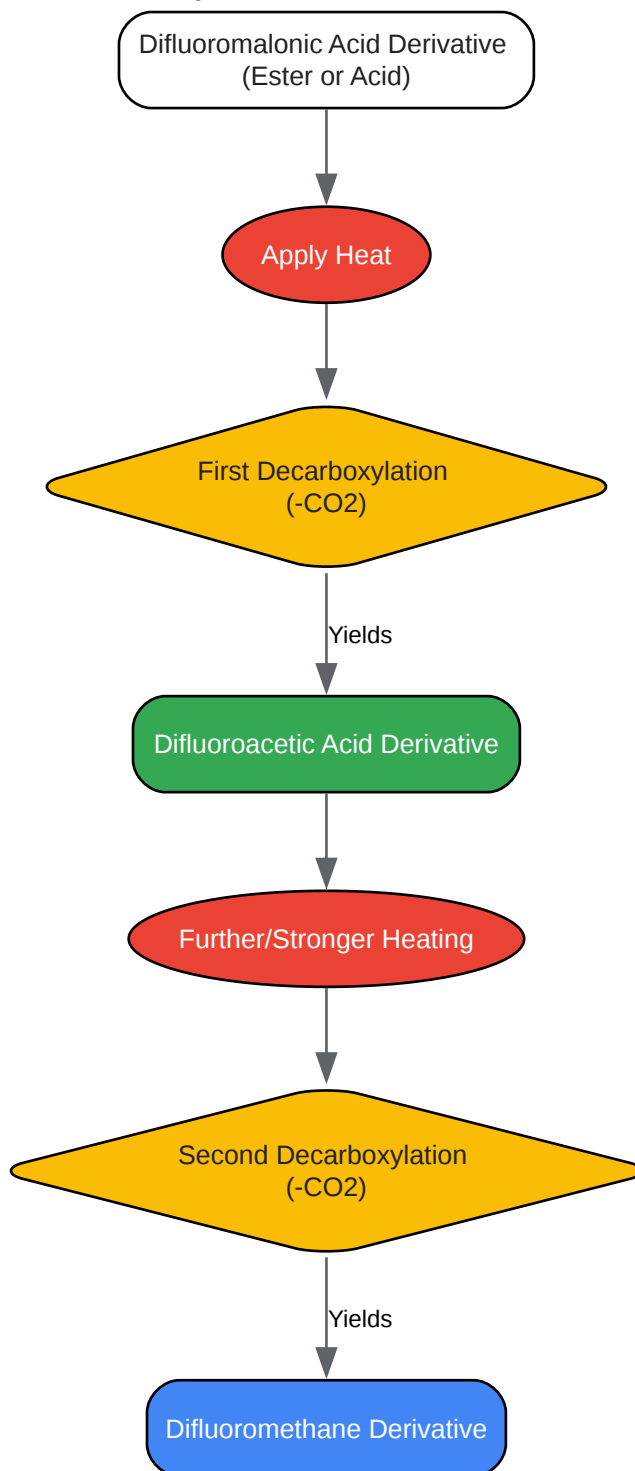 Difluoromalonic Acid Derivative
(Ester or Acid)
Apply Heat
First Decarboxylation
(-CO2)
Yields
Difluoroacetic Acid Derivative
Further/Stronger Heating
Second Decarboxylation
(-CO2)
Yields
Difluoromethane Derivative